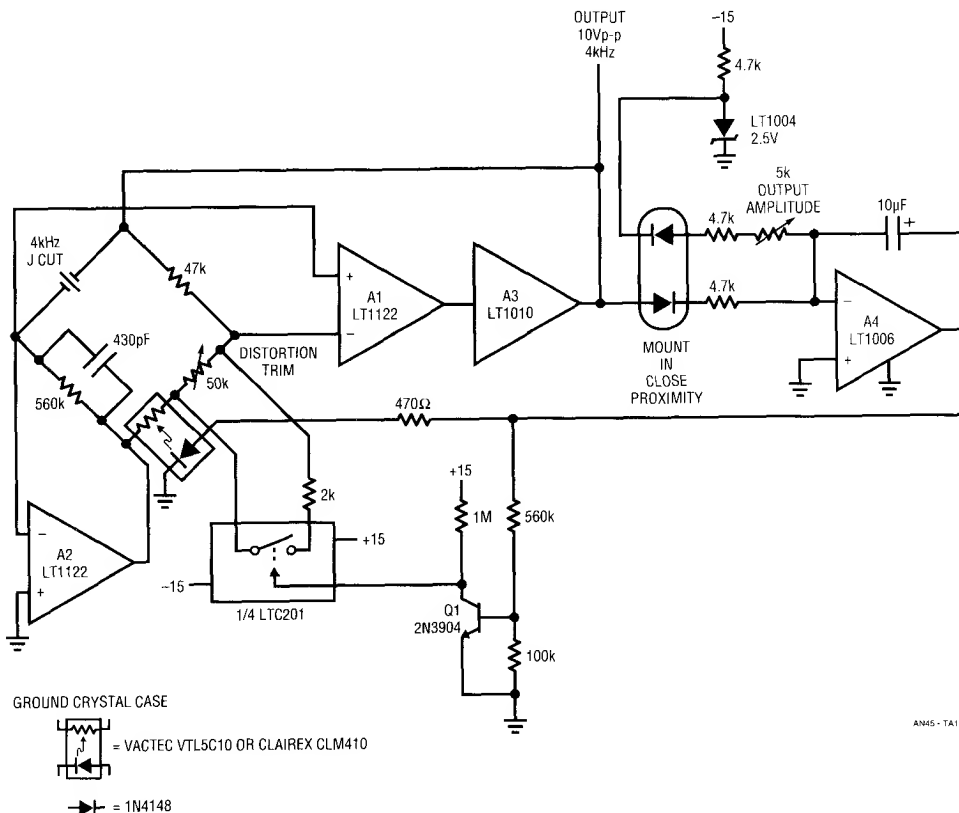 OUTPUT
10Vp-p
4kHz
−15
4.7k
LT1004
2.5V
5k
OUTPUT
AMPLITUDE
10µF
+
4kHz
J CUT
47k
+
−
A1
LT1122
A3
LT1010
4.7k
4.7k
−
+
A4
LT1006
MOUNT
IN
CLOSE
PROXIMITY
430pF
560k
DISTORTION
TRIM
50k
470Ω
2k
+15
1M
560k
−
+
A2
LT1122
+15
−15
1/4 LTC201
Q1
2N3904
100k
GROUND CRYSTAL CASE
= VACTEC VTL5C10 OR CLAIREX CLM410
= 1N4148
AN45 - TA1